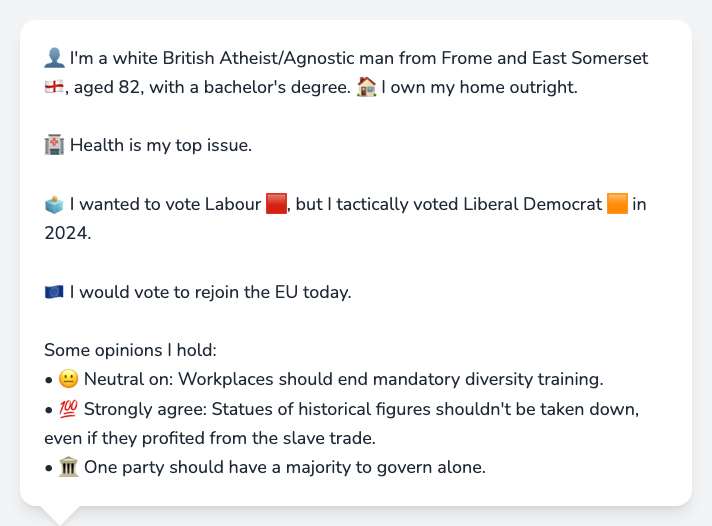 👤 I'm a white British Atheist/Agnostic man from Frome and East Somerset
🏴󠁧󠁢󠁥󠁮󠁧󠁿, aged 82, with a bachelor's degree. 🏠 I own my home outright.
🏥 Health is my top issue.
🗳️ I wanted to vote Labour 🟥, but I tactically voted Liberal Democrat 🟧 in
2024.
🇪🇺 I would vote to rejoin the EU today.
Some opinions I hold:
• 😐 Neutral on: Workplaces should end mandatory diversity training.
• 💯 Strongly agree: Statues of historical figures shouldn't be taken down,
even if they profited from the slave trade.
• 🏛️ One party should have a majority to govern alone.